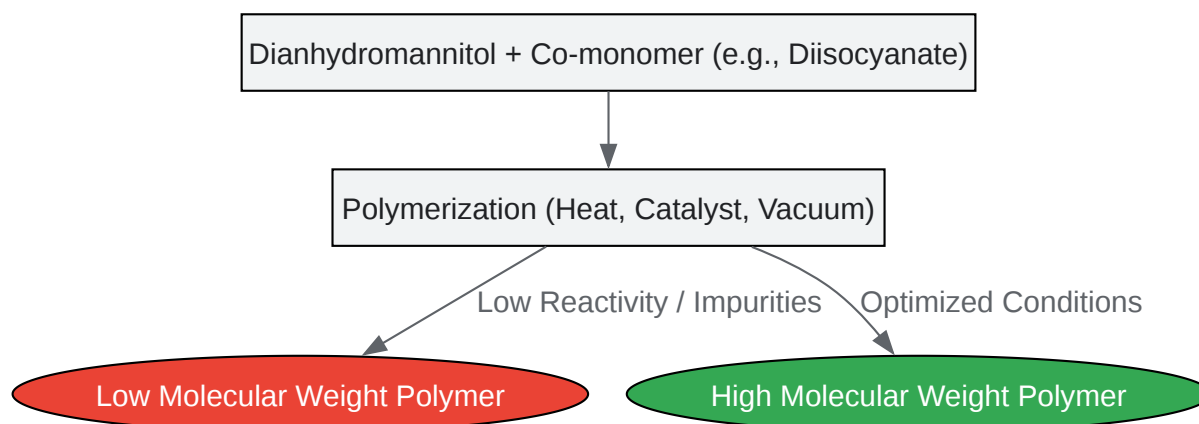 Dianhydromannitol + Co-monomer (e.g., Diisocyanate)
Polymerization (Heat, Catalyst, Vacuum)
Low Reactivity / Impurities
Optimized Conditions
Low Molecular Weight Polymer
High Molecular Weight Polymer